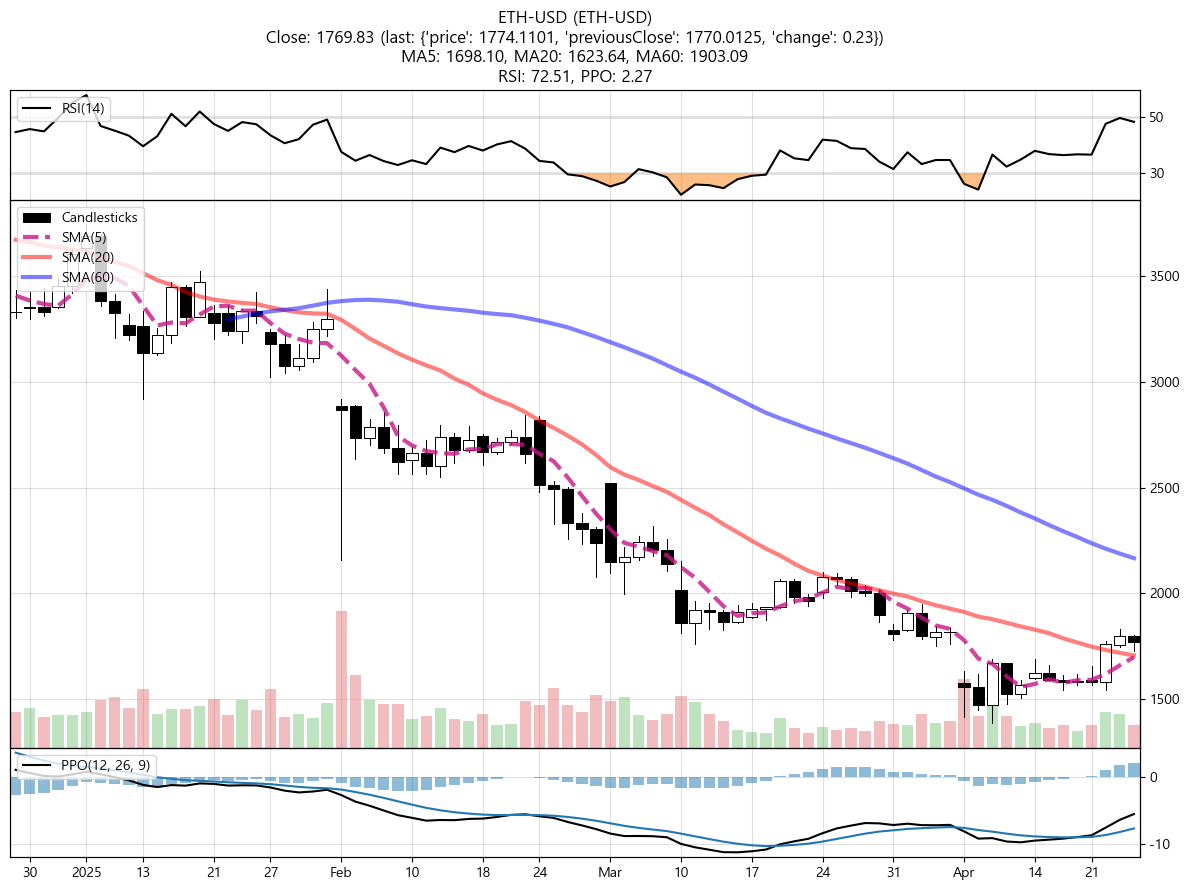 ETH-USD (ETH-USD)
Close: 1769.83 (last: {'price': 1774.1101, 'previousClose': 1770.0125, 'change': 0.23})
MA5: 1698.10, MA20: 1623.64, MA60: 1903.09
RSI: 72.51, PPO: 2.27
RSI(14)
50
30
Candlesticks
SMA(5)
SMA(20)
SMA(60)
3500
3000
2500
2000
1500
PPO(12, 26, 9)
0
-10
30 2025 13 21 27 Feb 10 18 24 Mar 10 17 24 31 Apr 14 21